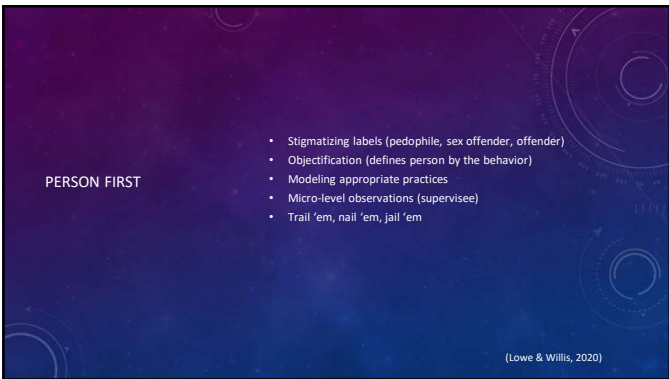 PERSON FIRST
• Stigmatizing labels (pedophile, sex offender, offender)
• Objectification (defines person by the behavior)
• Modeling appropriate practices
• Micro-level observations (supervisee)
• Trail ‘em, nail ‘em, jail ‘em
(Lowe & Willis, 2020)